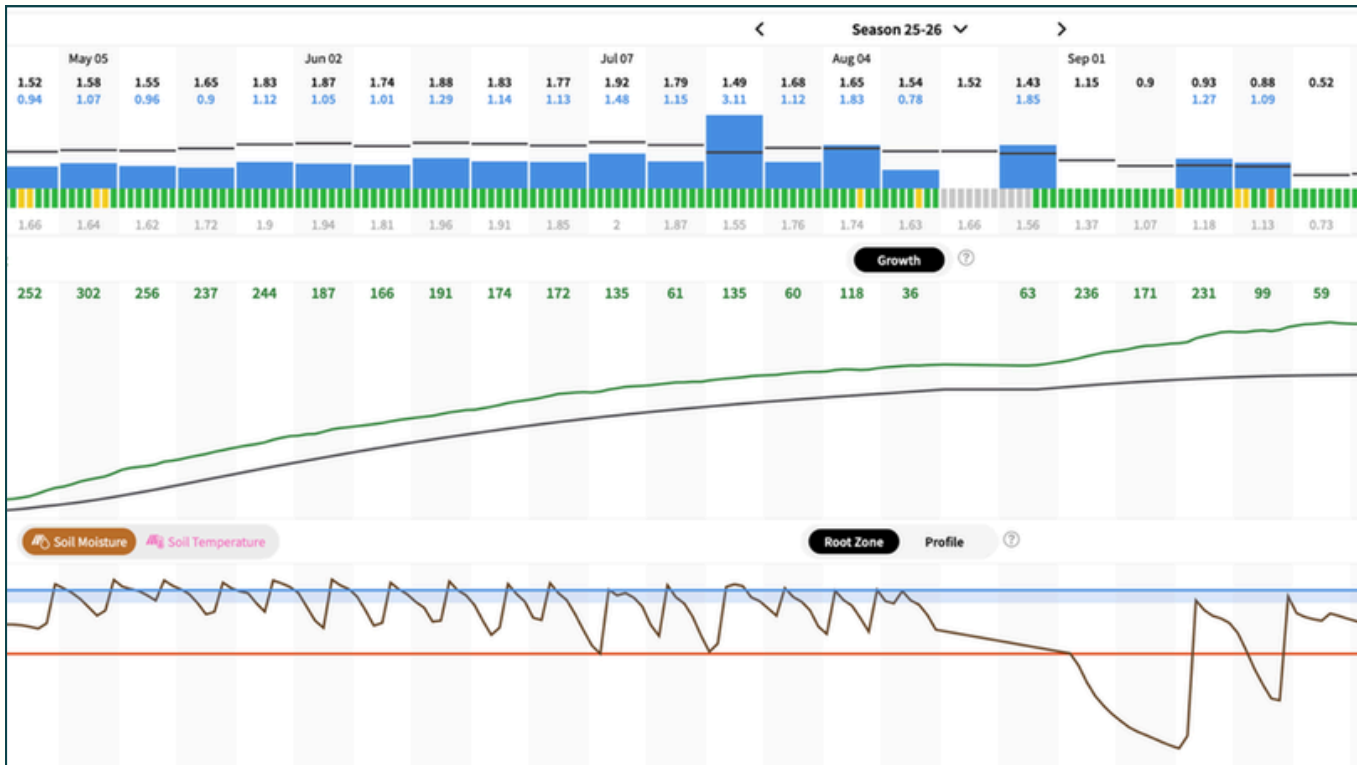 Season 25-26
May 05 Jun 02 Jul 07 Aug 04 Sep 01
1.52 1.58 1.55 1.65 1.83 1.87 1.74 1.88 1.83 1.77 1.92 1.79 1.49 1.68 1.65 1.54 1.52 1.43 1.15 0.9 0.93 0.88 0.52
0.94 1.07 0.96 0.9 1.12 1.05 1.01 1.29 1.14 1.13 1.48 1.15 3.11 1.12 1.83 0.78 1.85 1.27 1.09
1.66 1.64 1.62 1.72 1.9 1.94 1.81 1.96 1.91 1.85 2 1.87 1.55 1.76 1.74 1.63 1.66 1.56 1.37 1.07 1.18 1.13 0.73
Growth ?
252 302 256 237 244 187 166 191 174 172 135 61 135 60 118 36 63 236 171 231 99 59
Soil Moisture Soil Temperature Root Zone Profile ?